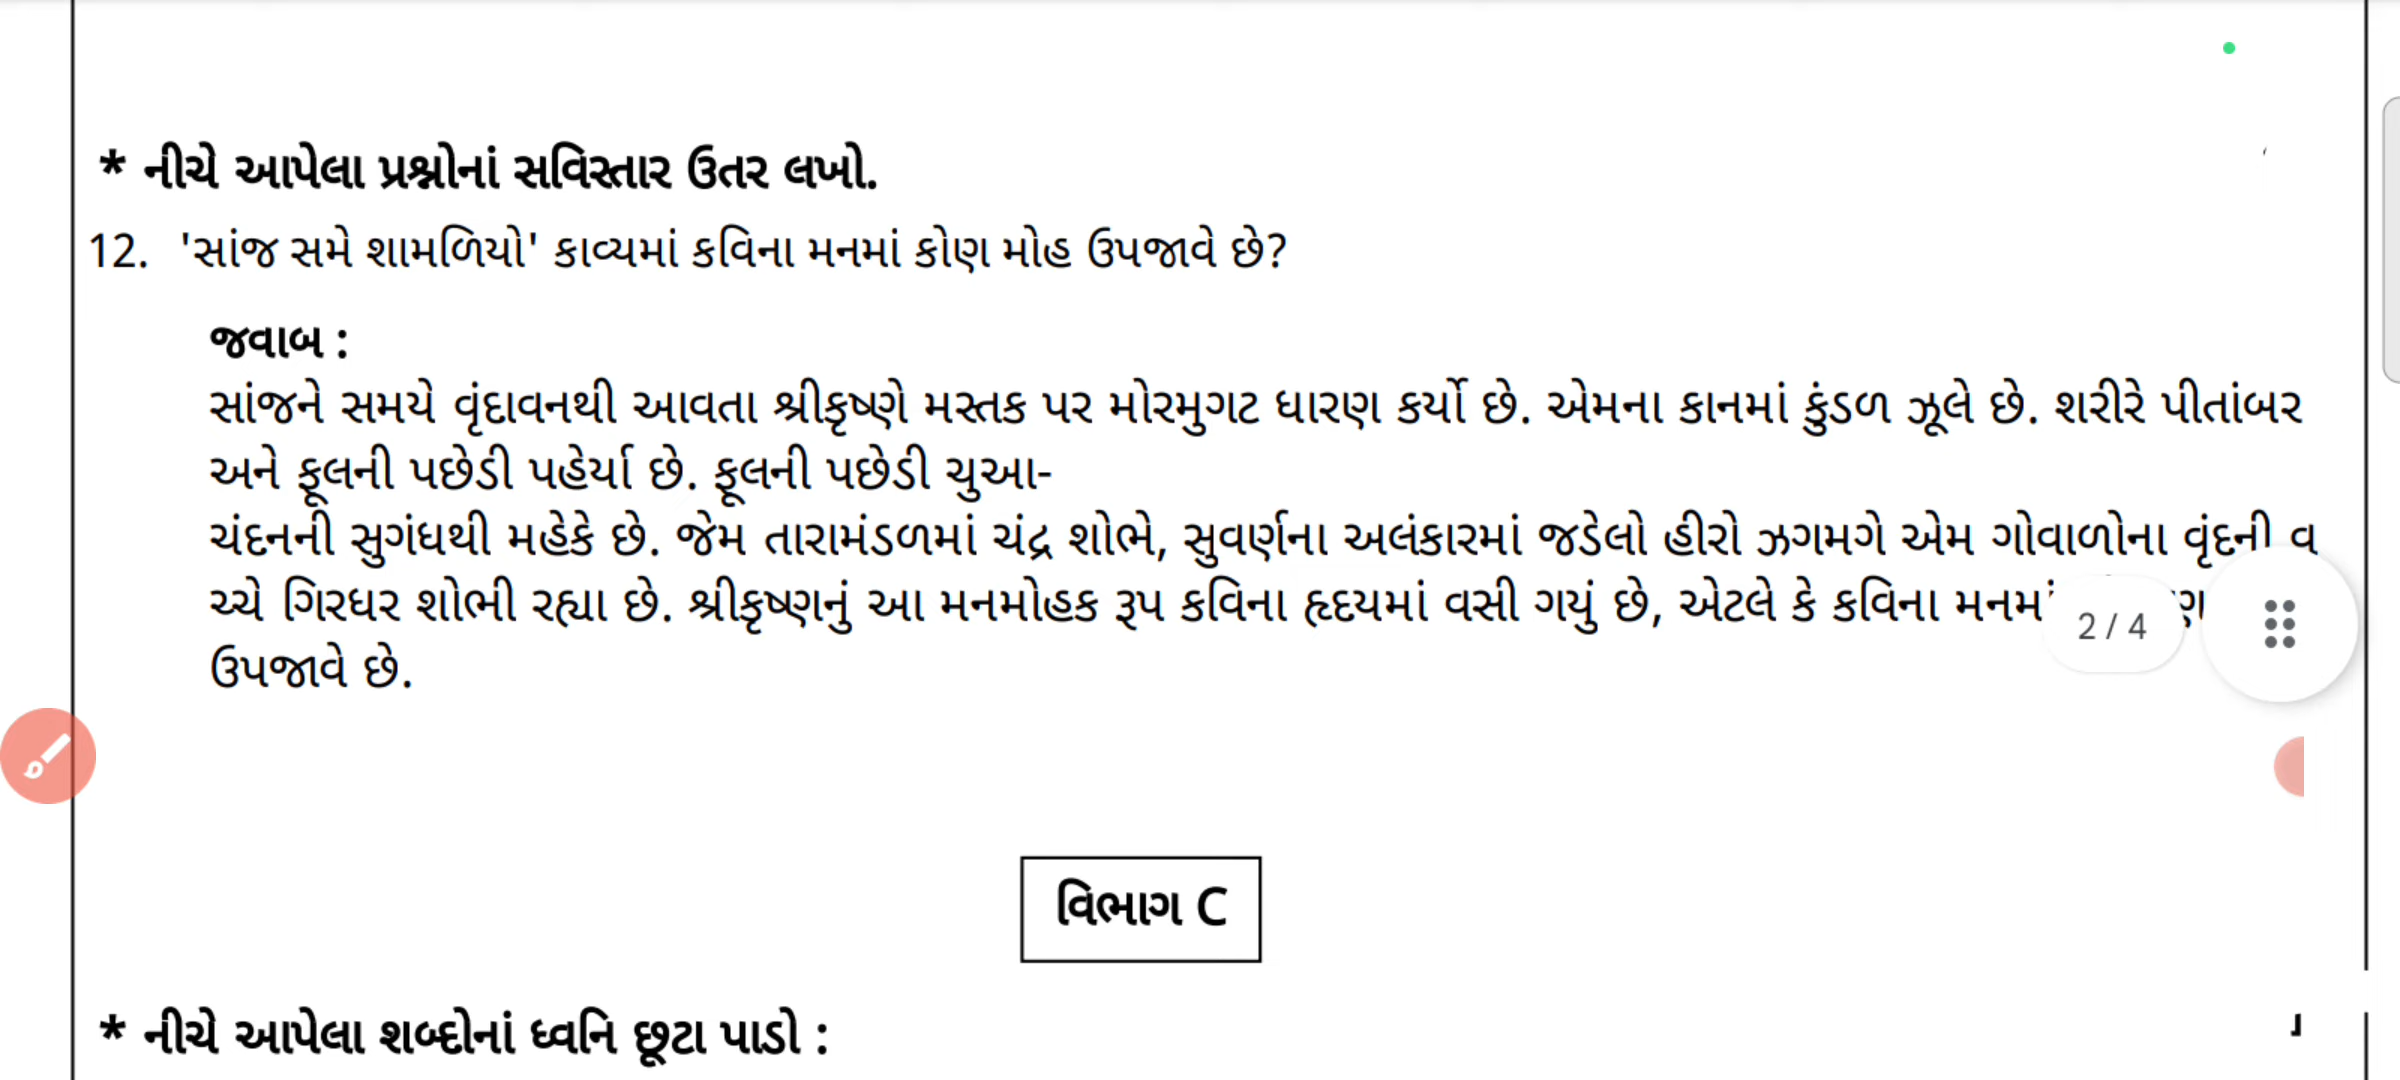 * નીચે આપેલા પ્રશ્નોનાં સવિસ્તાર ઉતર લખો.
12. 'સાંજ સમે શામળિયો' કાવ્યમાં કવિના મનમાં કોણ મોહ ઉપજાવે છે?
જવાબ :
સાંજને સમયે વૃંદાવનથી આવતા શ્રીકૃષ્ણે મસ્તક પર મોરમુગટ ધારણ કર્યો છે. એમના કાનમાં કુંડળ ઝૂલે છે. શરીરે પીતાંબર
અને ફૂલની પછેડી પહેર્યા છે. ફૂલની પછેડી ચુઆ-
ચંદનની સુગંધથી મહેકે છે. જેમ તારામંડળમાં ચંદ્ર શોભે, સુવર્ણના અલંકારમાં જડેલો હીરો ઝગમગે એમ ગોવાળોના વૃંદની વ
ચ્ચે ગિરધર શોભી રહ્યા છે. શ્રીકૃષ્ણનું આ મનમોહક રૂપ કવિના હૃદયમાં વસી ગયું છે, એટલે કે કવિના
2 / 4
ઉપજાવે છે.
વિભાગ C
* નીચે આપેલા શબ્દોનાં ધ્વનિ છૂટા પાડો :